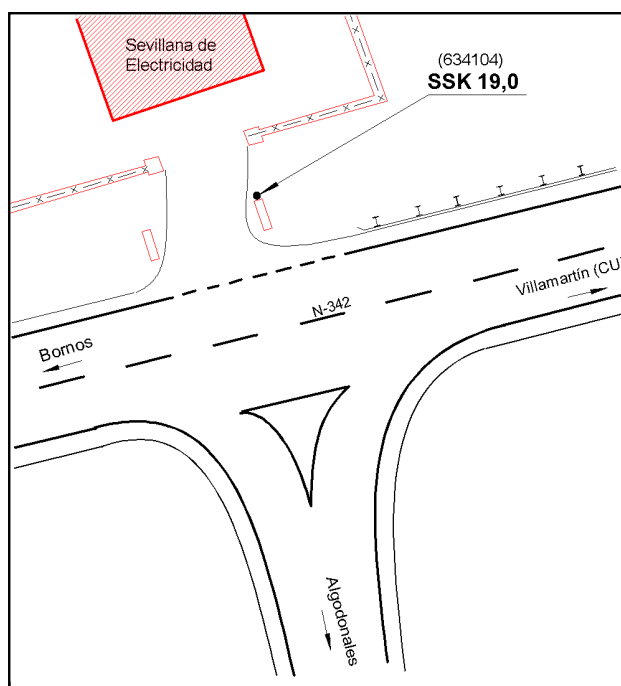 Sevillana de
Electricidad
(634104)
SSK 19,0
Villamartín (CU
N-342
Bornos
Algodonales